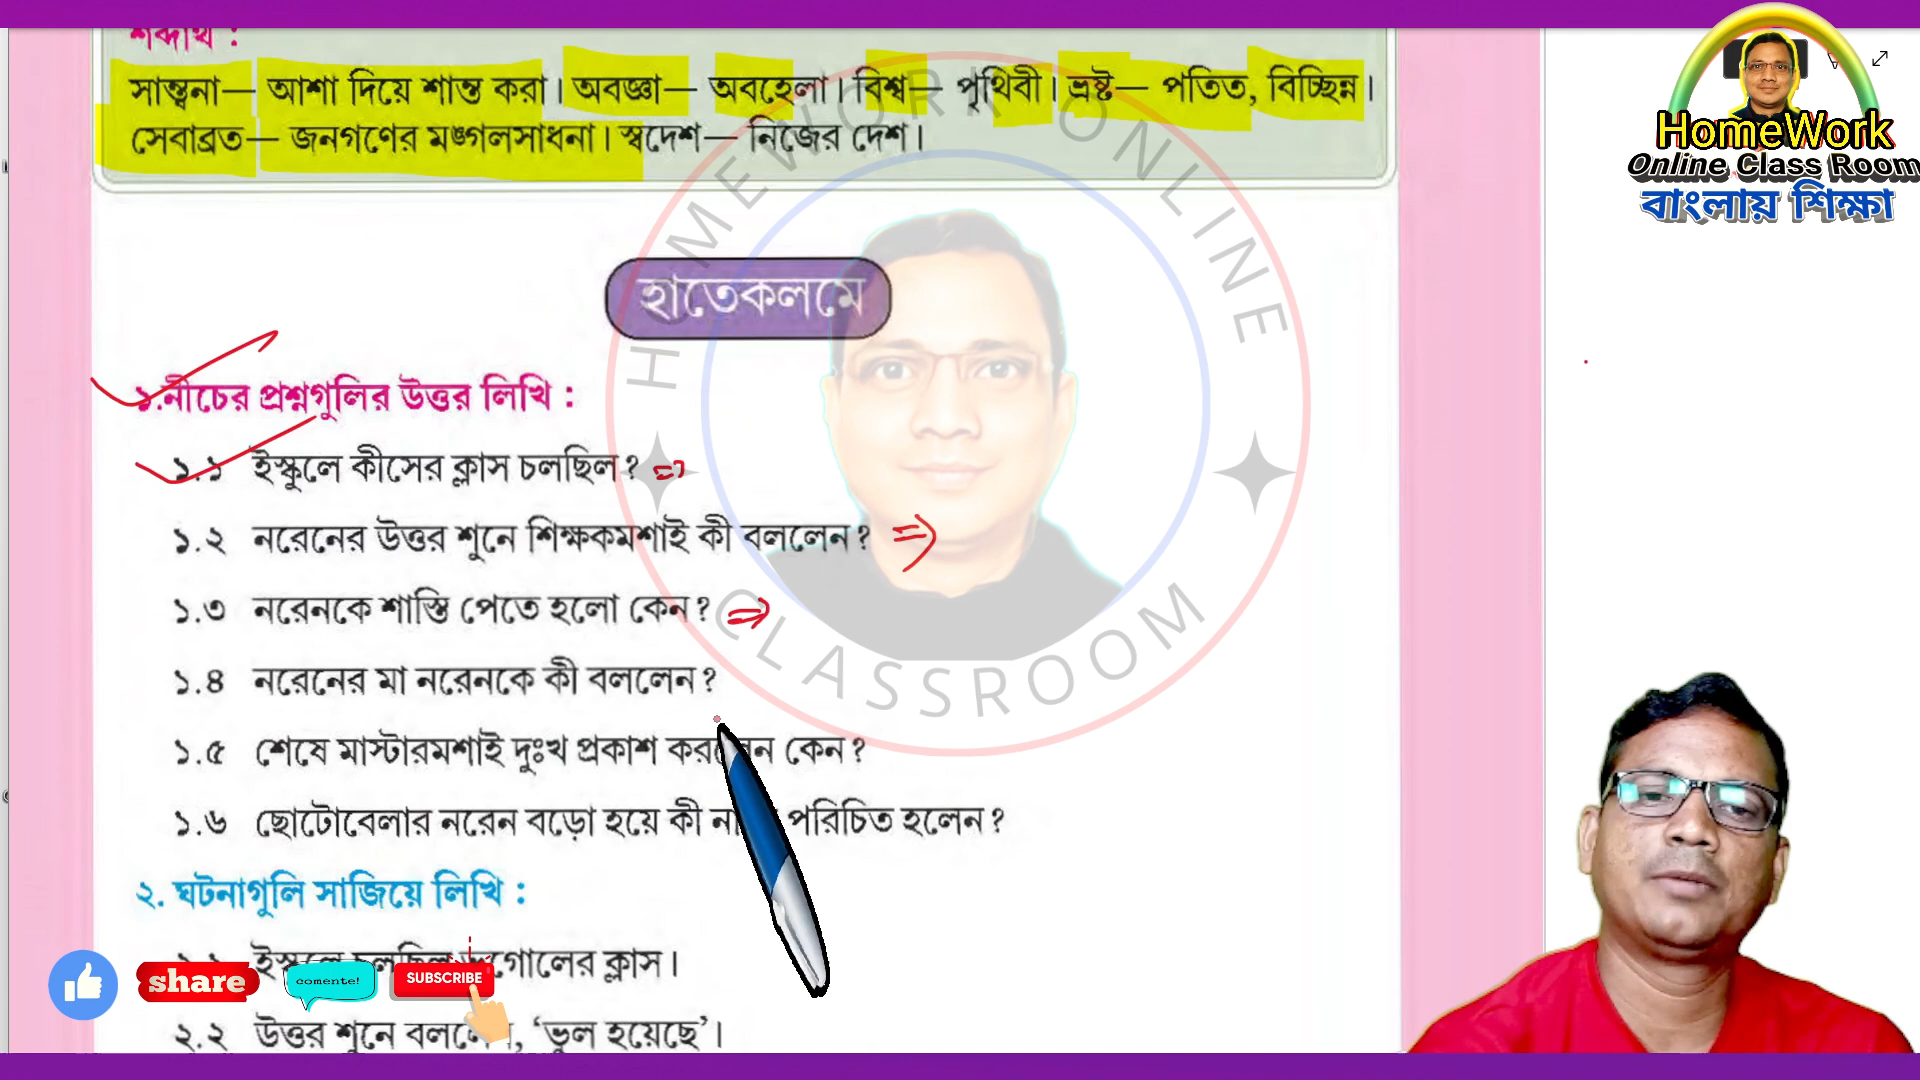 শব্দার্থ :
সান্ত্বনা— আশা দিয়ে শান্ত করা। অবজ্ঞা— অবহেলা। বিশ্ব— পৃথিবী। ভ্রষ্ট— পতিত, বিচ্ছিন্ন।
সেবাব্রত— জনগণের মঙ্গলসাধনা। স্বদেশ— নিজের দেশ।
HomeWork
Online Class Room
বাংলায় শিক্ষা
HOMEWORK ONLINE
CLASSROOM
হাতেকলমে
১.নীচের প্রশ্নগুলির উত্তর লিখি :
১.১ ইস্কুলে কীসের ক্লাস চলছিল?
১.২ নরেনের উত্তর শুনে শিক্ষকমশাই কী বললেন?
১.৩ নরেনকে শাস্তি পেতে হলো কেন?
১.৪ নরেনের মা নরেনকে কী বললেন?
১.৫ শেষে মাস্টারমশাই দুঃখ প্রকাশ কেন?
১.৬ ছোটোবেলার নরেন বড়ো হয়ে কী পরিচিত হলেন?
২. ঘটনাগুলি সাজিয়ে লিখি :
ইস্কুলে চলছিল ক্লাস।
২.২ উত্তর শুনে 'ভুল হয়েছে'।
share
comente!
SUBSCRIBE